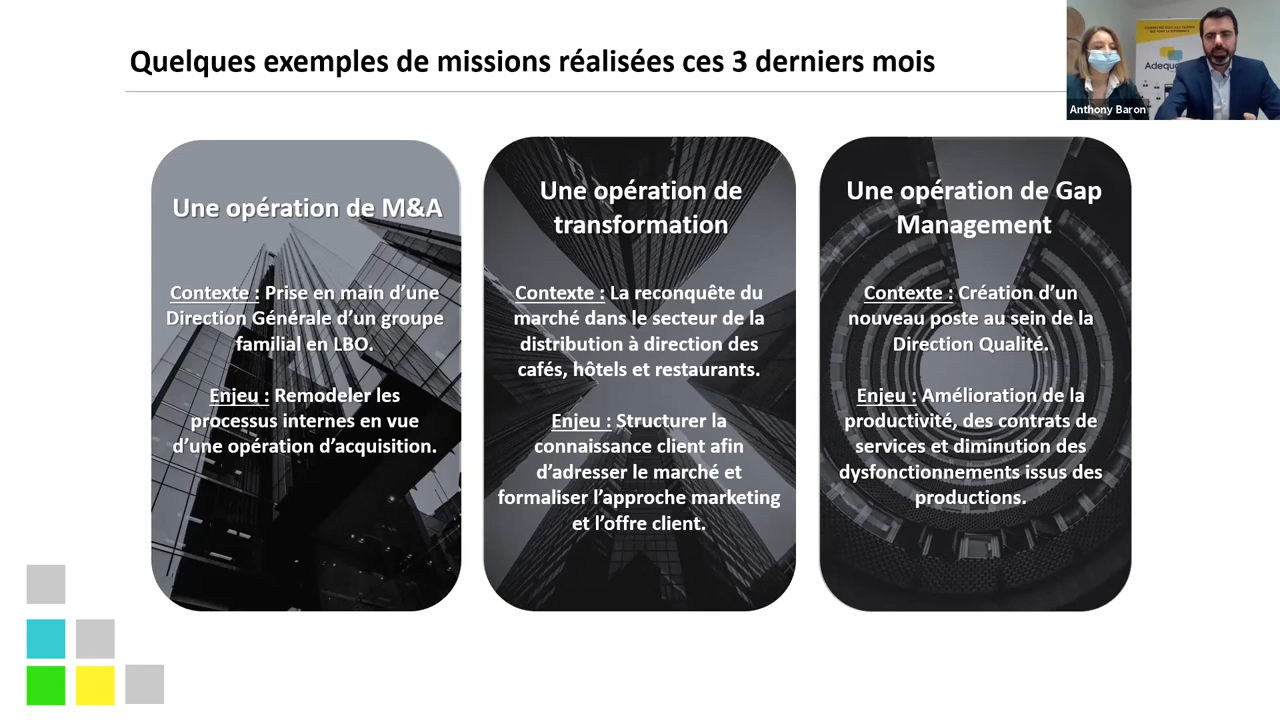 Quelques exemples de missions réalisées ces 3 derniers mois
Adequa
Anthony Baron
Une opération de M&A
Contexte : Prise en main d’une
Direction Générale d’un groupe
familial en LBO.
Enjeu : Remodeler les
processus internes en vue
d’une opération d’acquisition.
Une opération de
transformation
Contexte : La reconquête du
marché dans le secteur de la
distribution à direction des
cafés, hôtels et restaurants.
Enjeu : Structurer la
connaissance client afin
d’adresser le marché et
formaliser l’approche marketing
et l’offre client.
Une opération de Gap
Management
Contexte : Création d’un
nouveau poste au sein de la
Direction Qualité.
Enjeu : Amélioration de la
productivité, des contrats de
services et diminution des
dysfonctionnements issus des
productions.